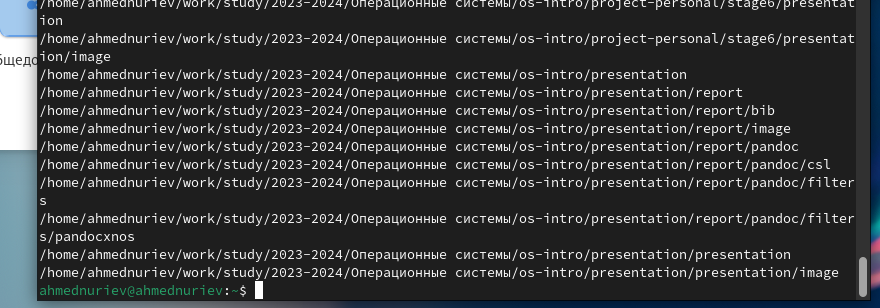 /home/ahmednuriev/work/study/2023-2024/Операционные системы/os-intro/project-personal/stage6/presentat
ion
/home/ahmednuriev/work/study/2023-2024/Операционные системы/os-intro/project-personal/stage6/presentat
ion/image
/home/ahmednuriev/work/study/2023-2024/Операционные системы/os-intro/presentation
/home/ahmednuriev/work/study/2023-2024/Операционные системы/os-intro/presentation/report
/home/ahmednuriev/work/study/2023-2024/Операционные системы/os-intro/presentation/report/bib
/home/ahmednuriev/work/study/2023-2024/Операционные системы/os-intro/presentation/report/image
/home/ahmednuriev/work/study/2023-2024/Операционные системы/os-intro/presentation/report/pandoc
/home/ahmednuriev/work/study/2023-2024/Операционные системы/os-intro/presentation/report/pandoc/csl
/home/ahmednuriev/work/study/2023-2024/Операционные системы/os-intro/presentation/report/pandoc/filter
s
/home/ahmednuriev/work/study/2023-2024/Операционные системы/os-intro/presentation/report/pandoc/filter
s/pandocxnos
/home/ahmednuriev/work/study/2023-2024/Операционные системы/os-intro/presentation/presentation
/home/ahmednuriev/work/study/2023-2024/Операционные системы/os-intro/presentation/presentation/image
ahmednuriev@ahmednuriev:~$